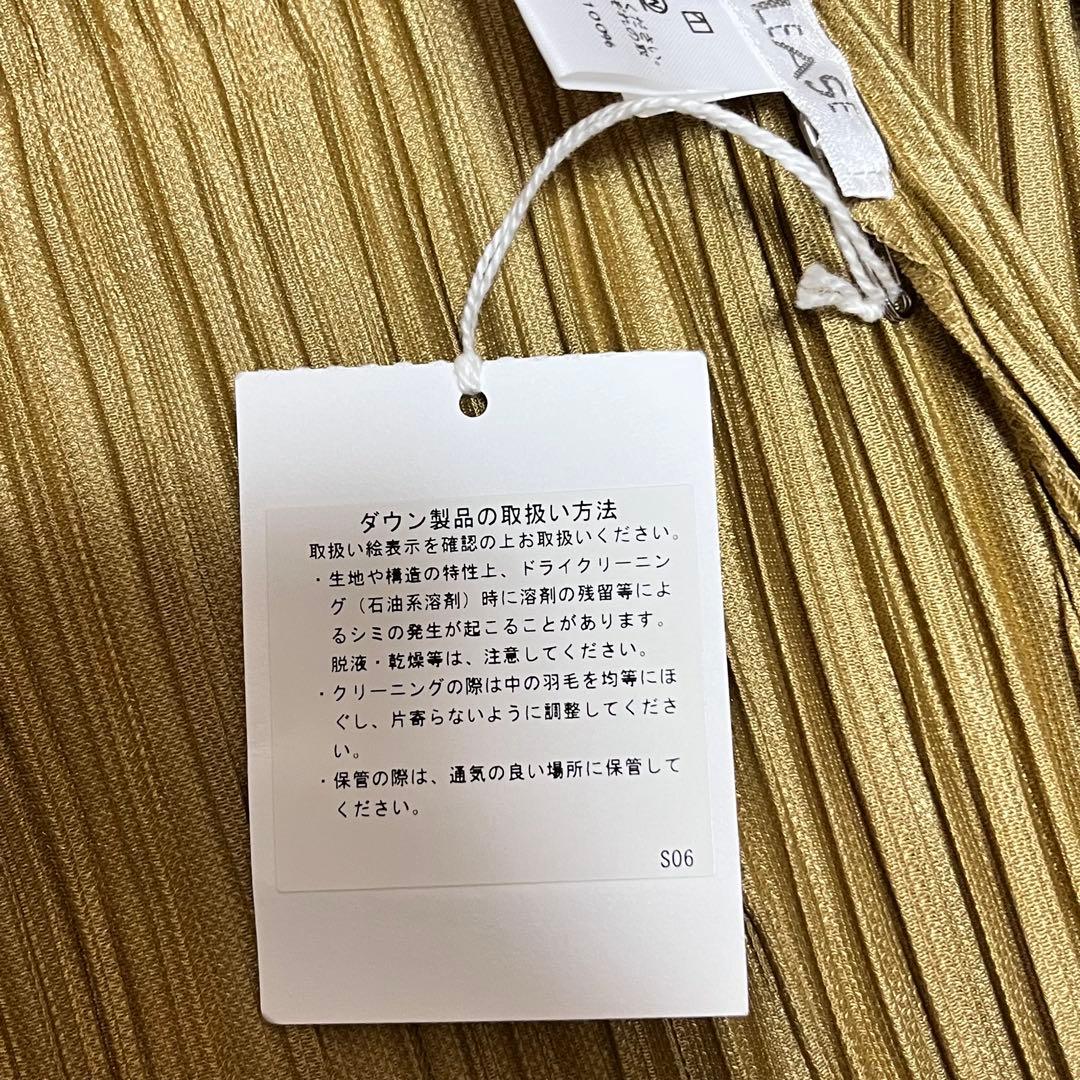 LEASE
1
W
ください。
100%
ダウン製品の取扱い方法
取扱い絵表示を確認の上お取扱いください。
・生地や構造の特性上、ドライクリーニン
グ（石油系溶剤）時に溶剤の残留等によ
るシミの発生が起こることがあります。
脱液・乾燥等は、注意してください。
・クリーニングの際は中の羽毛を均等にほ
ぐし、片寄らないように調整してくださ
い。
・保管の際は、通気の良い場所に保管して
ください。
S06